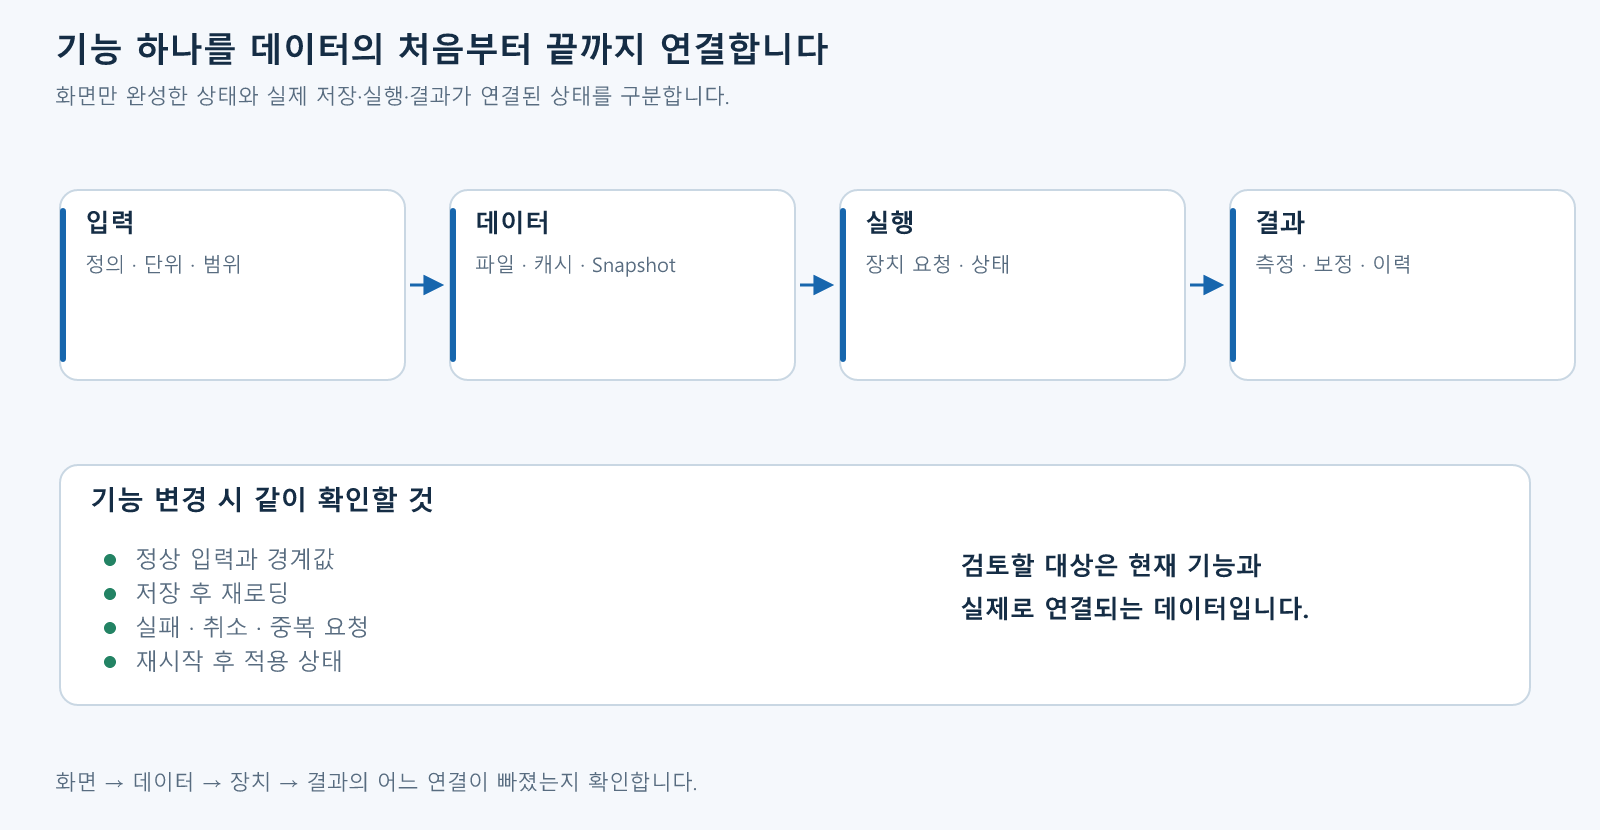 기능 하나를 데이터의 처음부터 끝까지 연결합니다
화면만 완성한 상태와 실제 저장·실행·결과가 연결된 상태를 구분합니다.
입력
정의 · 단위 · 범위
데이터
파일 · 캐시 · Snapshot
실행
장치 요청 · 상태
결과
측정 · 보정 · 이력
기능 변경 시 같이 확인할 것
정상 입력과 경계값
저장 후 재로딩
실패 · 취소 · 중복 요청
재시작 후 적용 상태
검토할 대상은 현재 기능과
실제로 연결되는 데이터입니다.
화면 → 데이터 → 장치 → 결과의 어느 연결이 빠졌는지 확인합니다.